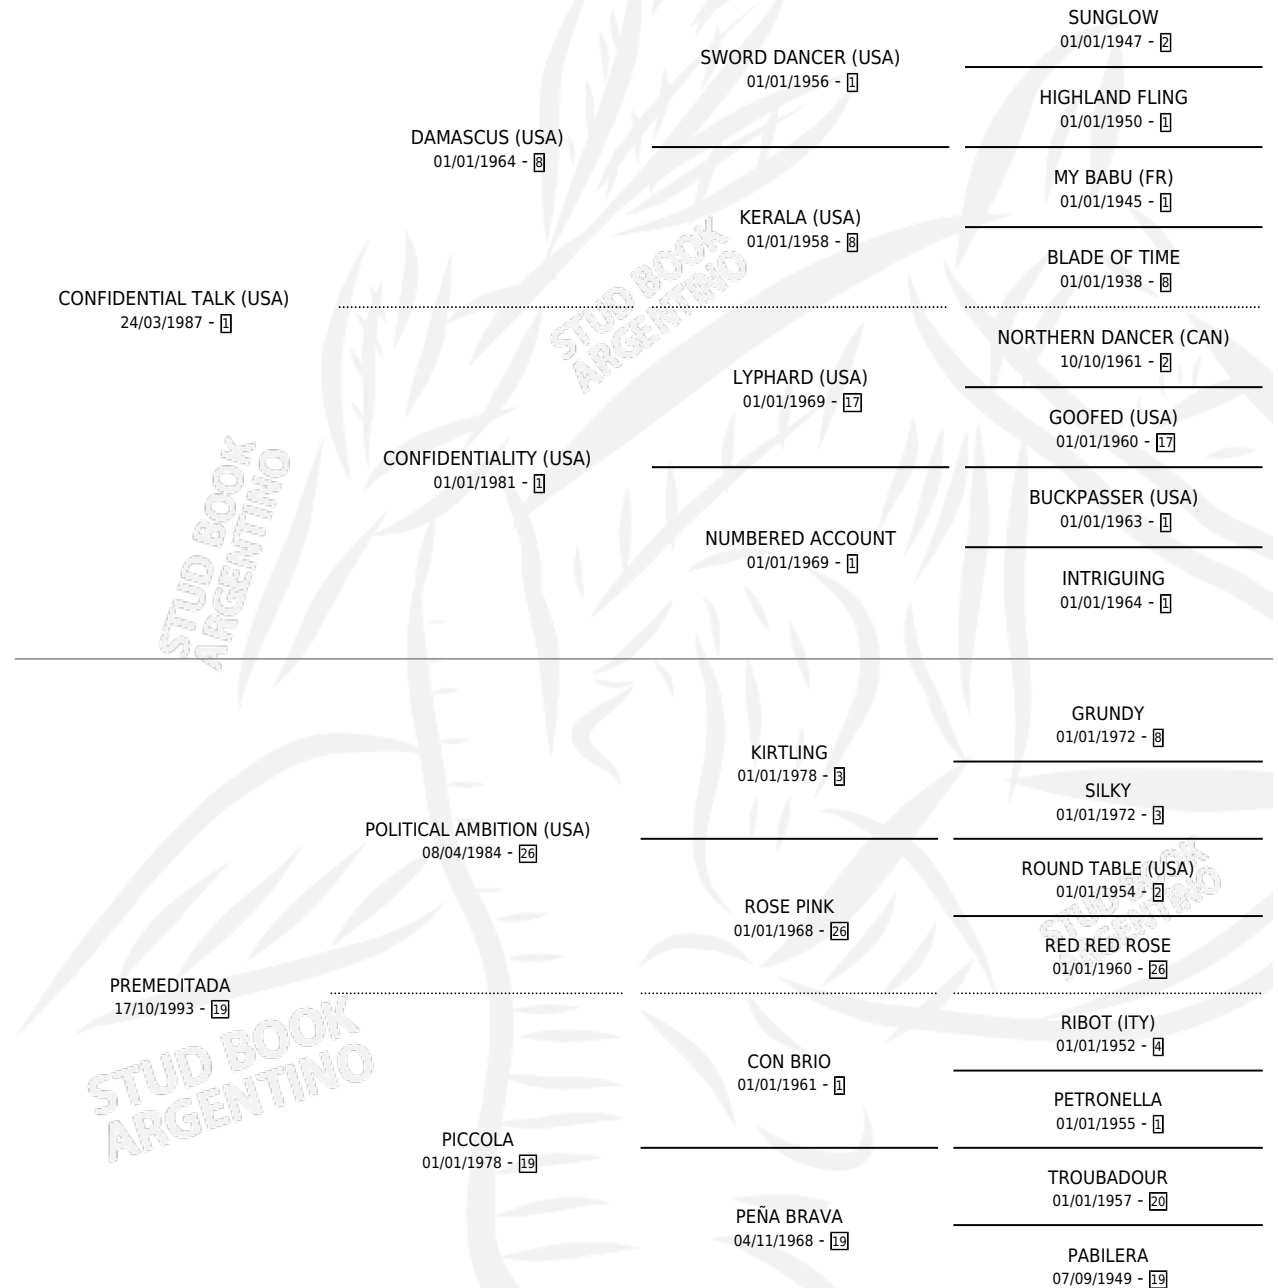 SUNGLOW
01/01/1947 - 2
SWORD DANCER (USA)
01/01/1956 - 1
HIGHLAND FLING
01/01/1950 - 1
DAMASCUS (USA)
01/01/1964 - 8
MY BABU (FR)
01/01/1945 - 1
KERALA (USA)
01/01/1958 - 8
BLADE OF TIME
01/01/1938 - 8
CONFIDENTIAL TALK (USA)
24/03/1987 - 1
NORTHERN DANCER (CAN)
10/10/1961 - 2
LYPHARD (USA)
01/01/1969 - 17
GOOFED (USA)
01/01/1960 - 17
CONFIDENTIALITY (USA)
01/01/1981 - 1
BUCKPASSER (USA)
01/01/1963 - 1
NUMBERED ACCOUNT
01/01/1969 - 1
INTRIGUING
01/01/1964 - 1
GRUNDY
01/01/1972 - 8
KIRTLING
01/01/1978 - 3
SILKY
01/01/1972 - 3
POLITICAL AMBITION (USA)
08/04/1984 - 26
ROUND TABLE (USA)
01/01/1954 - 2
ROSE PINK
01/01/1968 - 26
RED RED ROSE
01/01/1960 - 26
PREMEDITADA
17/10/1993 - 19
RIBOT (ITY)
01/01/1952 - 4
CON BRIO
01/01/1961 - 1
PETRONELLA
01/01/1955 - 1
PICCOLA
01/01/1978 - 19
TROUBADOUR
01/01/1957 - 20
PEÑA BRAVA
04/11/1968 - 19
PABILERA
07/09/1949 - 19
STUD BOOK
ARGENTINO
STUD BOOK
ARGENTINO
STUD BOOK
ARGENTINO
STUD BOOK
ARGENTINO